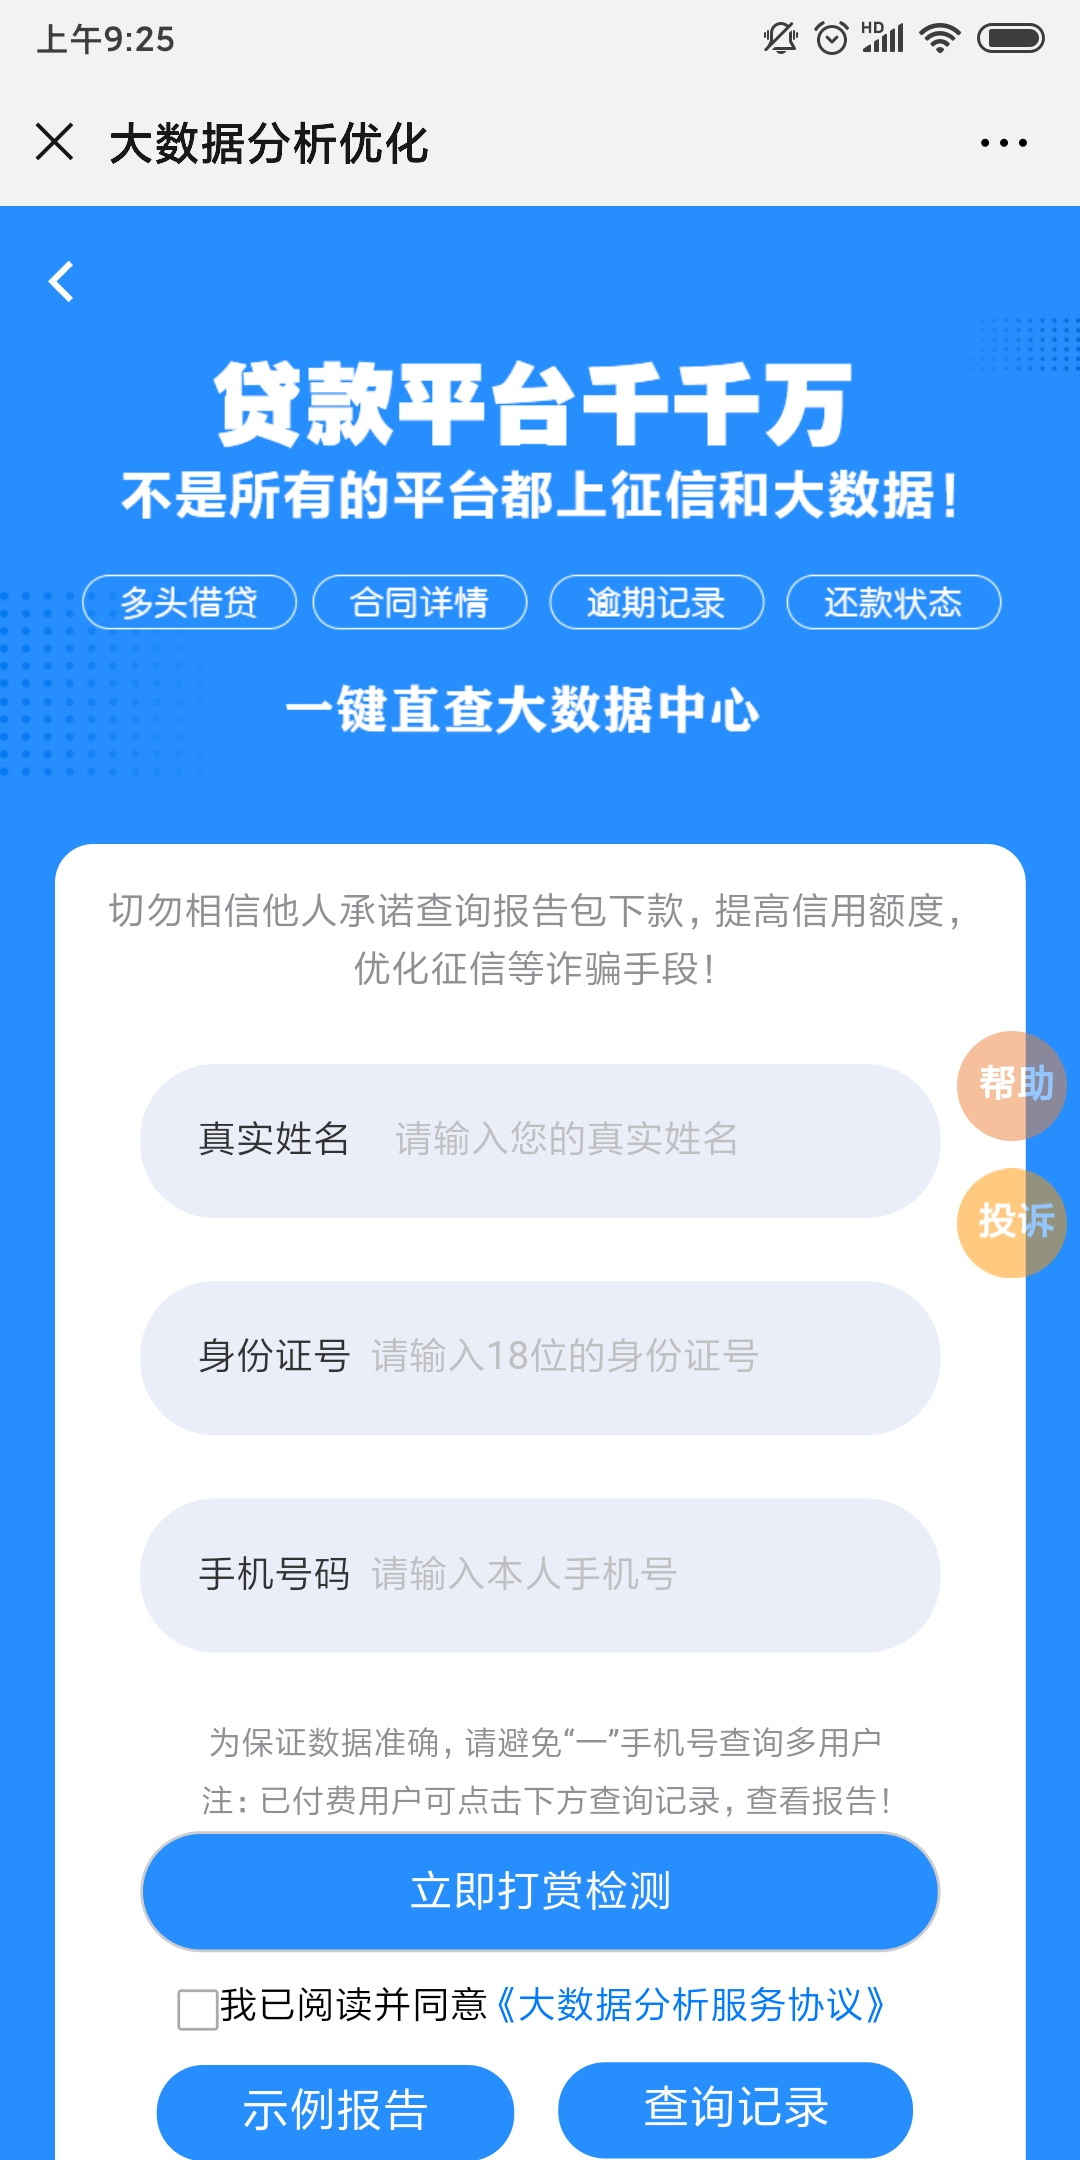 上午9:25
HD
大数据分析优化
贷款平台千千万
不是所有的平台都上征信和大数据！
多头借贷 合同详情 逾期记录 还款状态
一键直查大数据中心
切勿相信他人承诺查询报告包下款，提高信用额度，
优化征信等诈骗手段！
帮助
真实姓名 请输入您的真实姓名
投诉
身份证号 请输入18位的身份证号
手机号码 请输入本人手机号
为保证数据准确，请避免“一”手机号查询多用户
注：已付费用户可点击下方查询记录，查看报告！
立即打赏检测
我已阅读并同意《大数据分析服务协议》
示例报告 查询记录